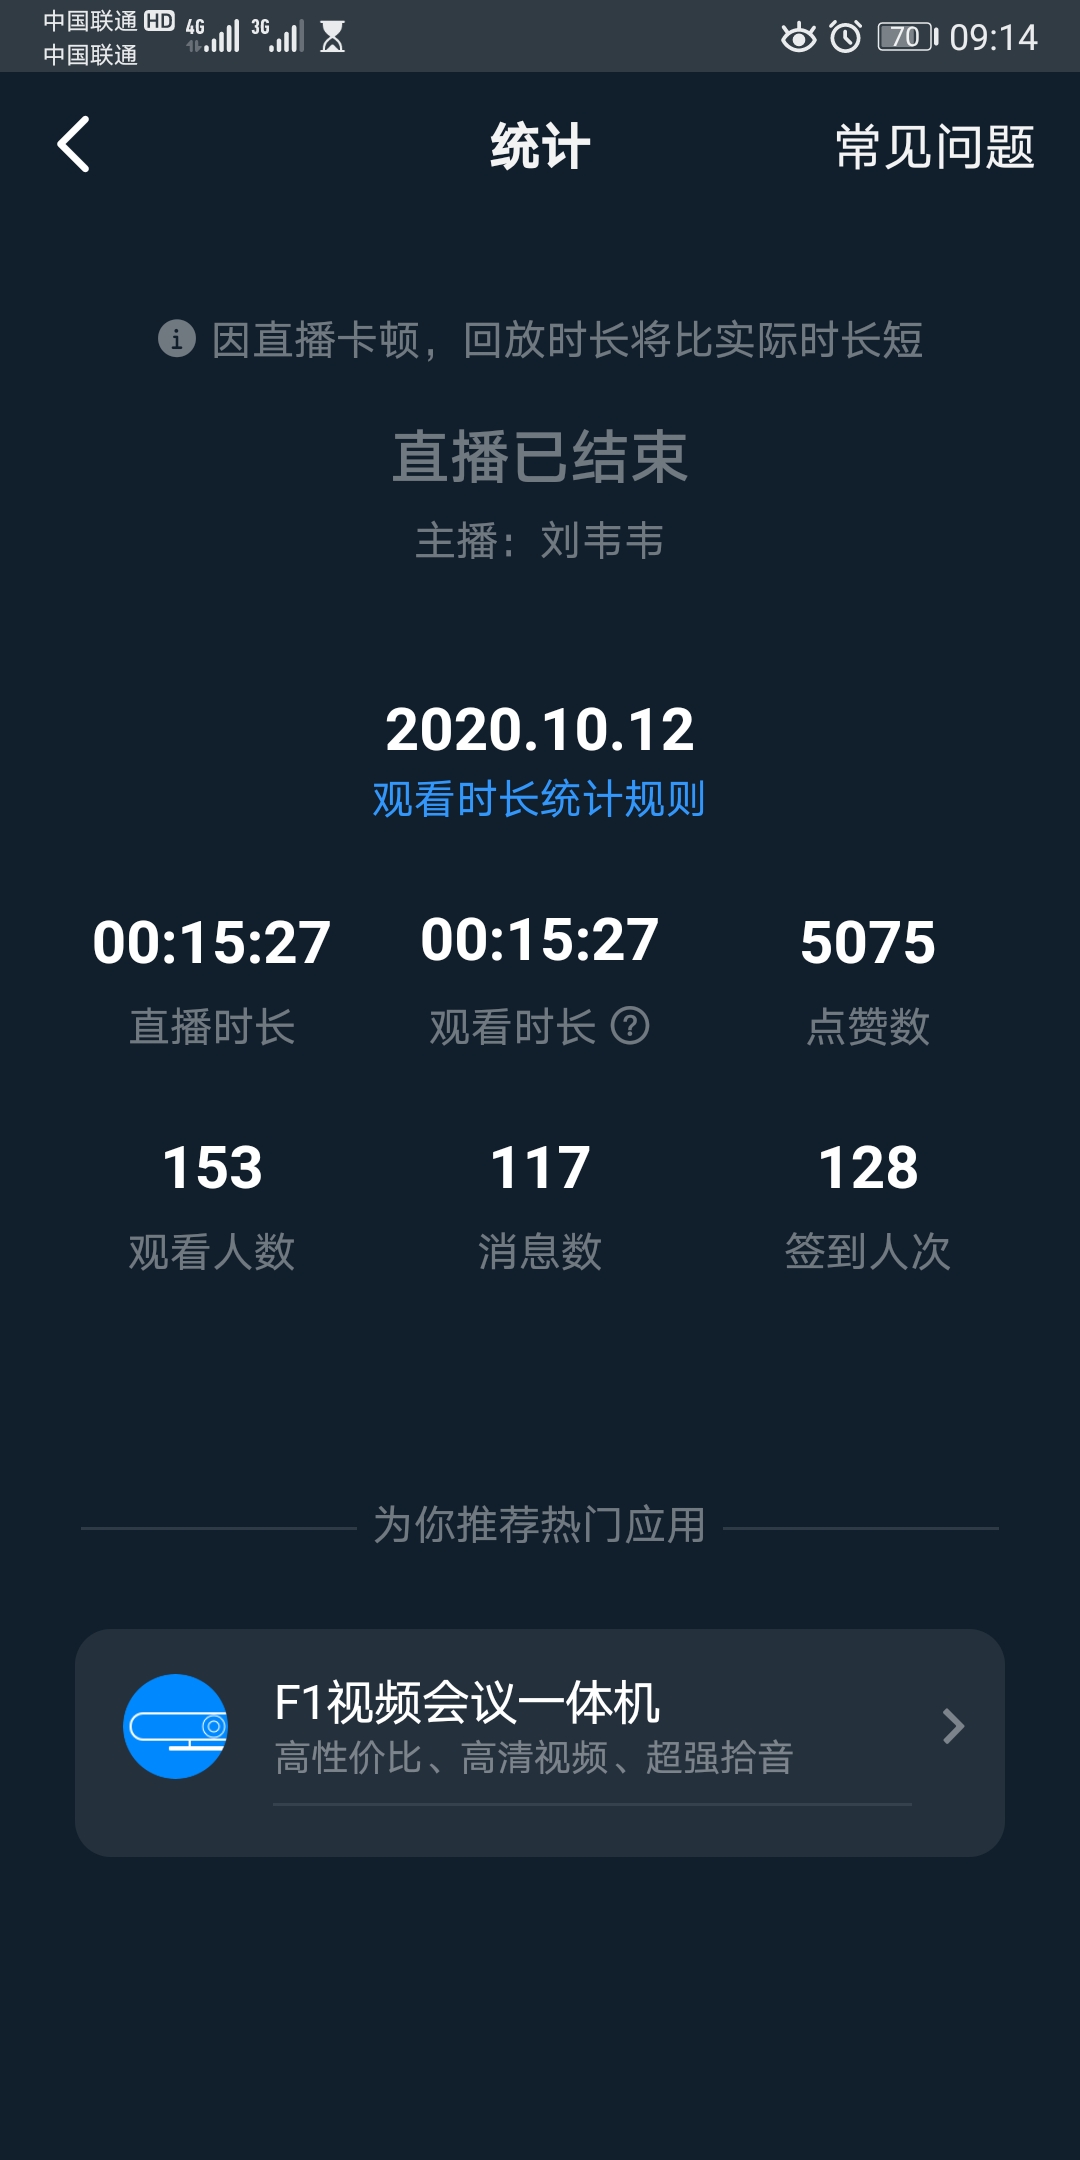 中国联通 HD 4G 3G 70 09:14
中国联通
统计 常见问题
因直播卡顿，回放时长将比实际时长短
直播已结束
主播：刘韦韦
2020.10.12
观看时长统计规则
00:15:27 00:15:27 5075
直播时长 观看时长 ? 点赞数
153 117 128
观看人数 消息数 签到人次
为你推荐热门应用
F1视频会议一体机
高性价比、高清视频、超强拾音